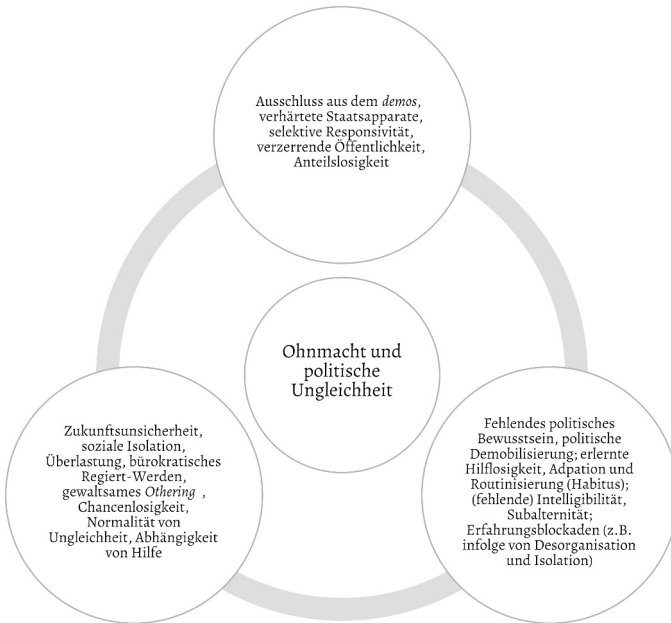 Ausschluss aus dem demos,
verhärtete Staatsapparate,
selektive Responsivität,
verzerrende Öffentlichkeit,
Anteilslosigkeit
Ohnmacht und
politische
Ungleichheit
Zukunftsunsicherheit,
soziale Isolation,
Überlastung, bürokratisches
Regiert-Werden,
gewaltsames Othering ,
Chancenlosigkeit,
Normalität von
Ungleichheit, Abhängigkeit
von Hilfe
Fehlendes politisches
Bewusstsein, politische
Demobilisierung; erlernte
Hilflosigkeit, Adpation und
Routinisierung (Habitus);
(fehlende) Intelligibilität,
Subalternität;
Erfahrungsblockaden (z.B.
infolge von Desorganisation
und Isolation)